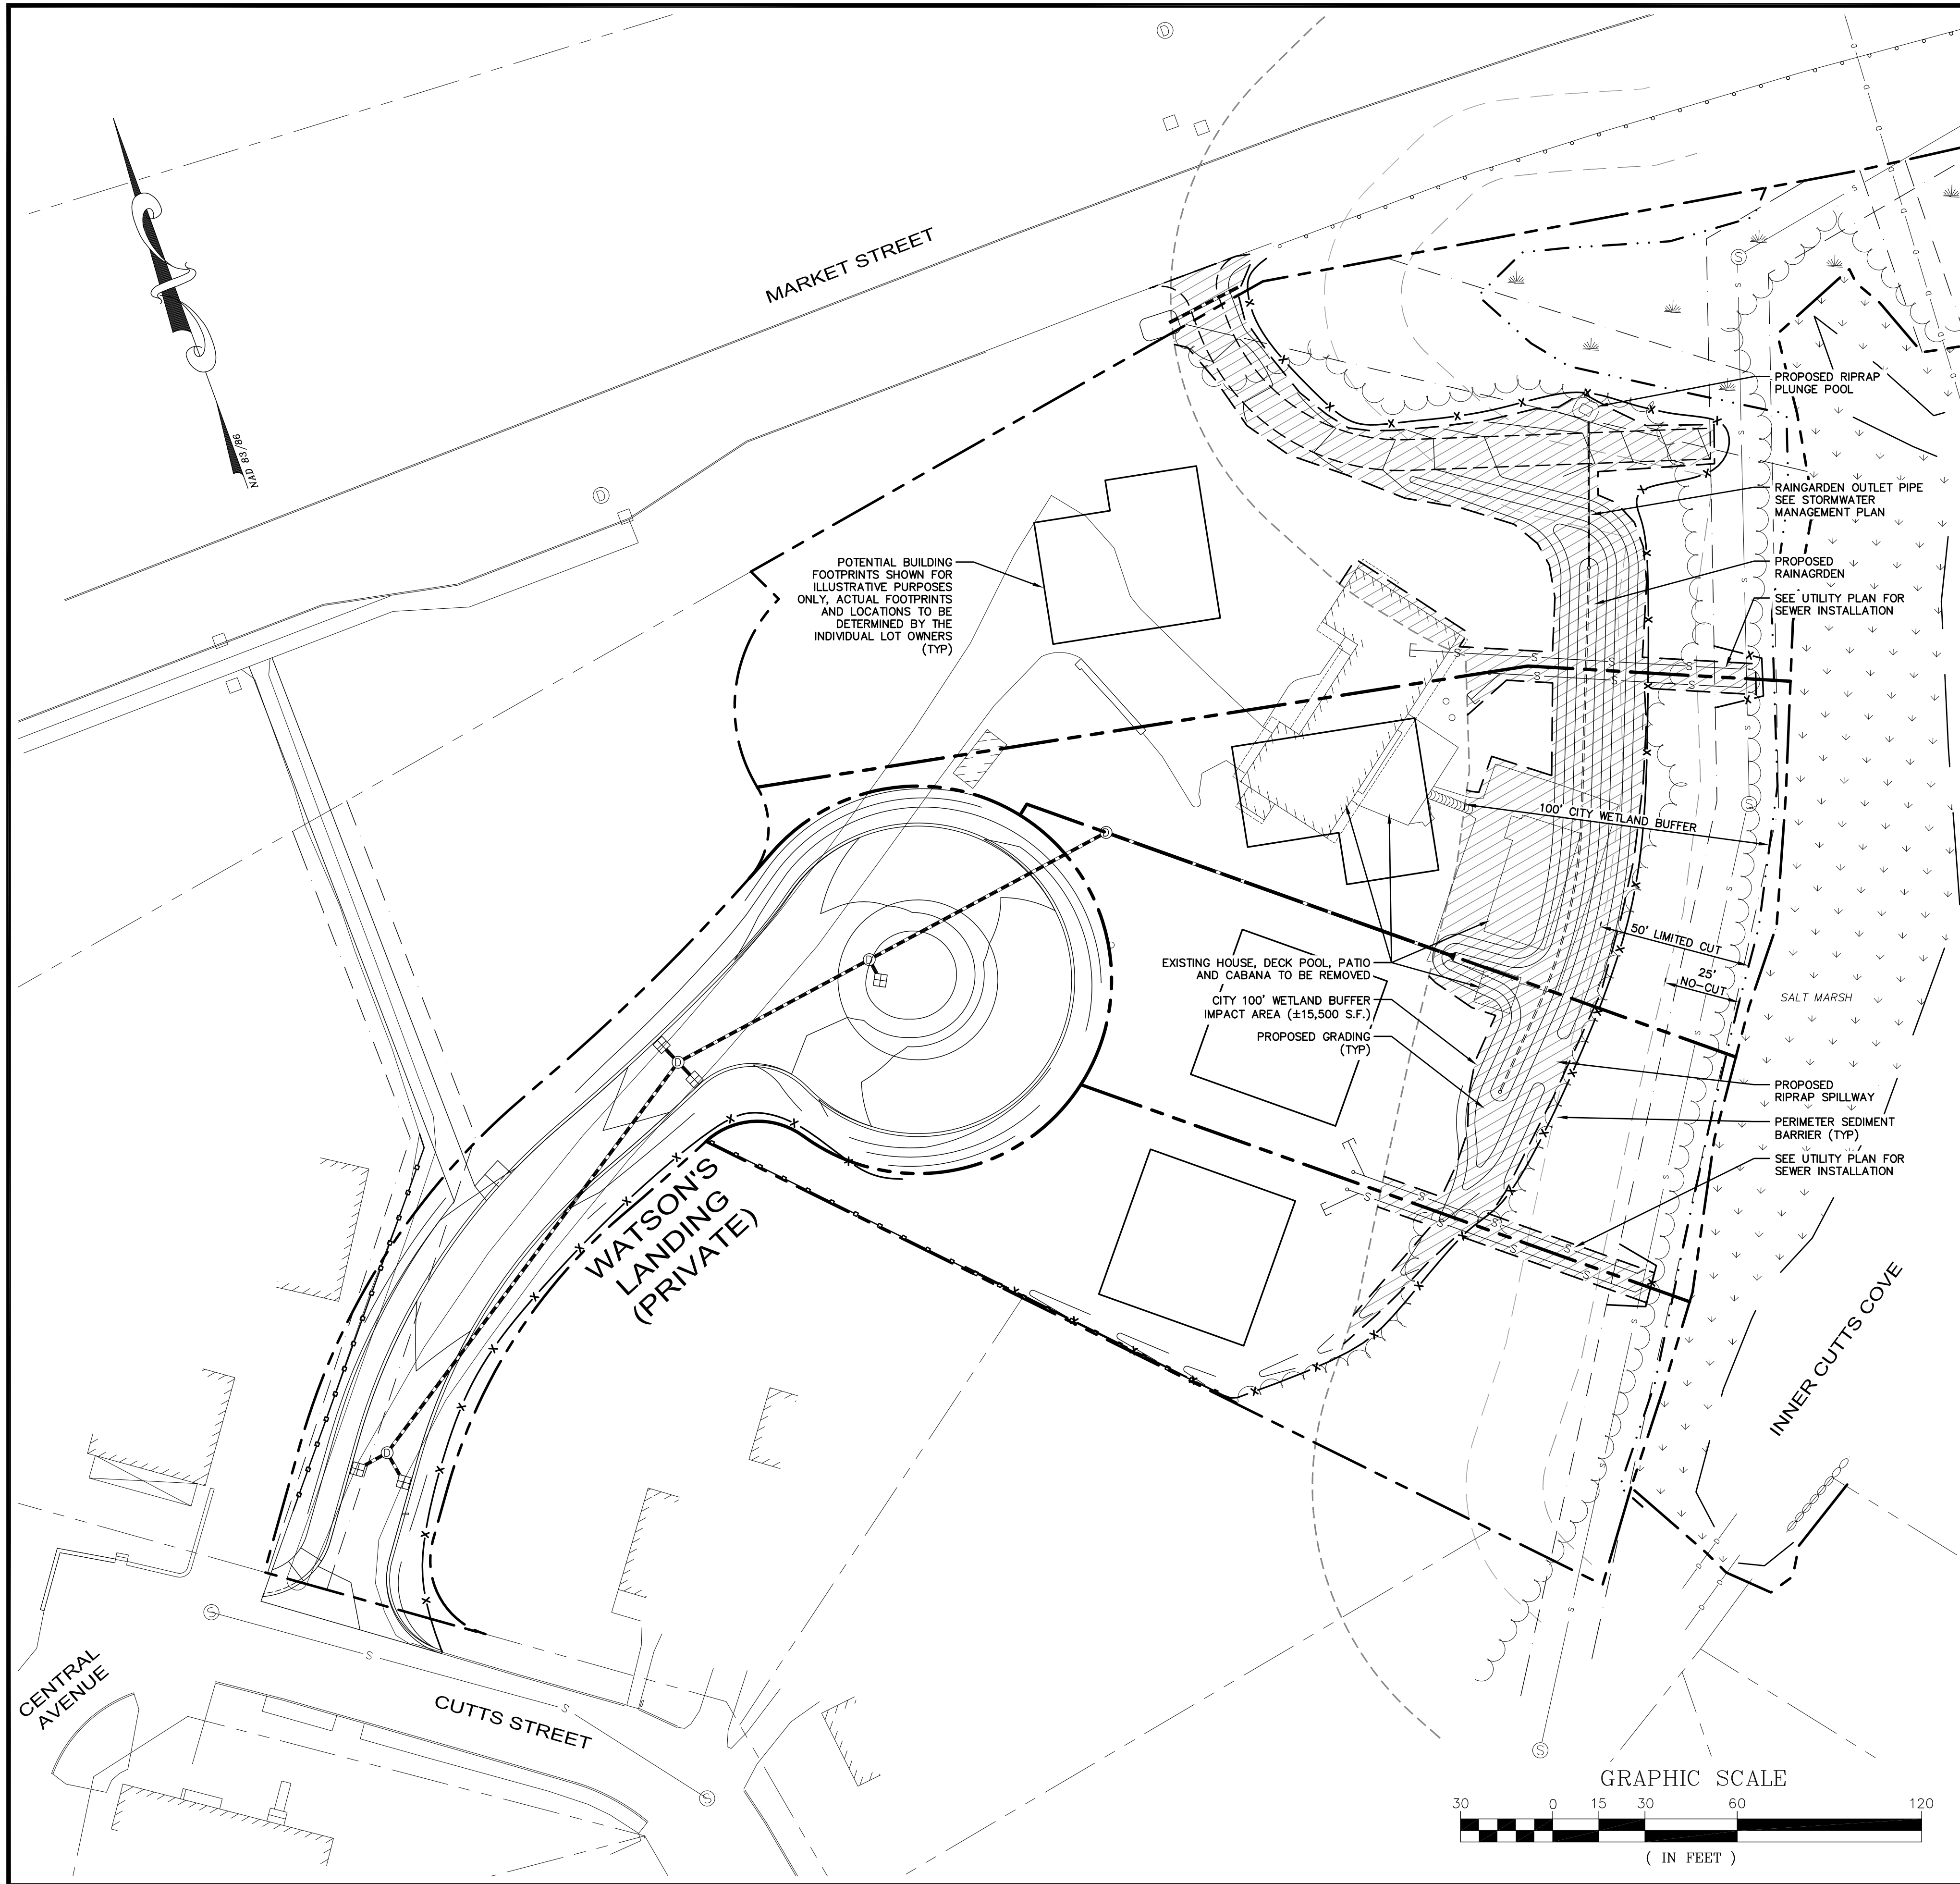 MARKET STREET
NAD 83/86
POTENTIAL BUILDING
FOOTPRINTS SHOWN FOR
ILLUSTRATIVE PURPOSES
ONLY, ACTUAL FOOTPRINTS
AND LOCATIONS TO BE
DETERMINED BY THE
INDIVIDUAL LOT OWNERS
(TYP)
PROPOSED RIPRAP
PLUNGE POOL
RAINGARDEN OUTLET PIPE
SEE STORMWATER
MANAGEMENT PLAN
PROPOSED
RAINAGRDEN
SEE UTILITY PLAN FOR
SEWER INSTALLATION
100' CITY WETLAND BUFFER
50' LIMITED CUT
25'
NO-CUT
SALT MARSH
EXISTING HOUSE, DECK POOL, PATIO
AND CABANA TO BE REMOVED
CITY 100' WETLAND BUFFER
IMPACT AREA (±15,500 S.F.)
PROPOSED GRADING
(TYP)
PROPOSED
RIPRAP SPILLWAY
PERIMETER SEDIMENT
BARRIER (TYP)
SEE UTILITY PLAN FOR
SEWER INSTALLATION
WATSON'S
LANDING
(PRIVATE)
INNER CUTTS COVE
CENTRAL
AVENUE
CUTTS STREET
GRAPHIC SCALE
30 0 15 30 60 120
( IN FEET )